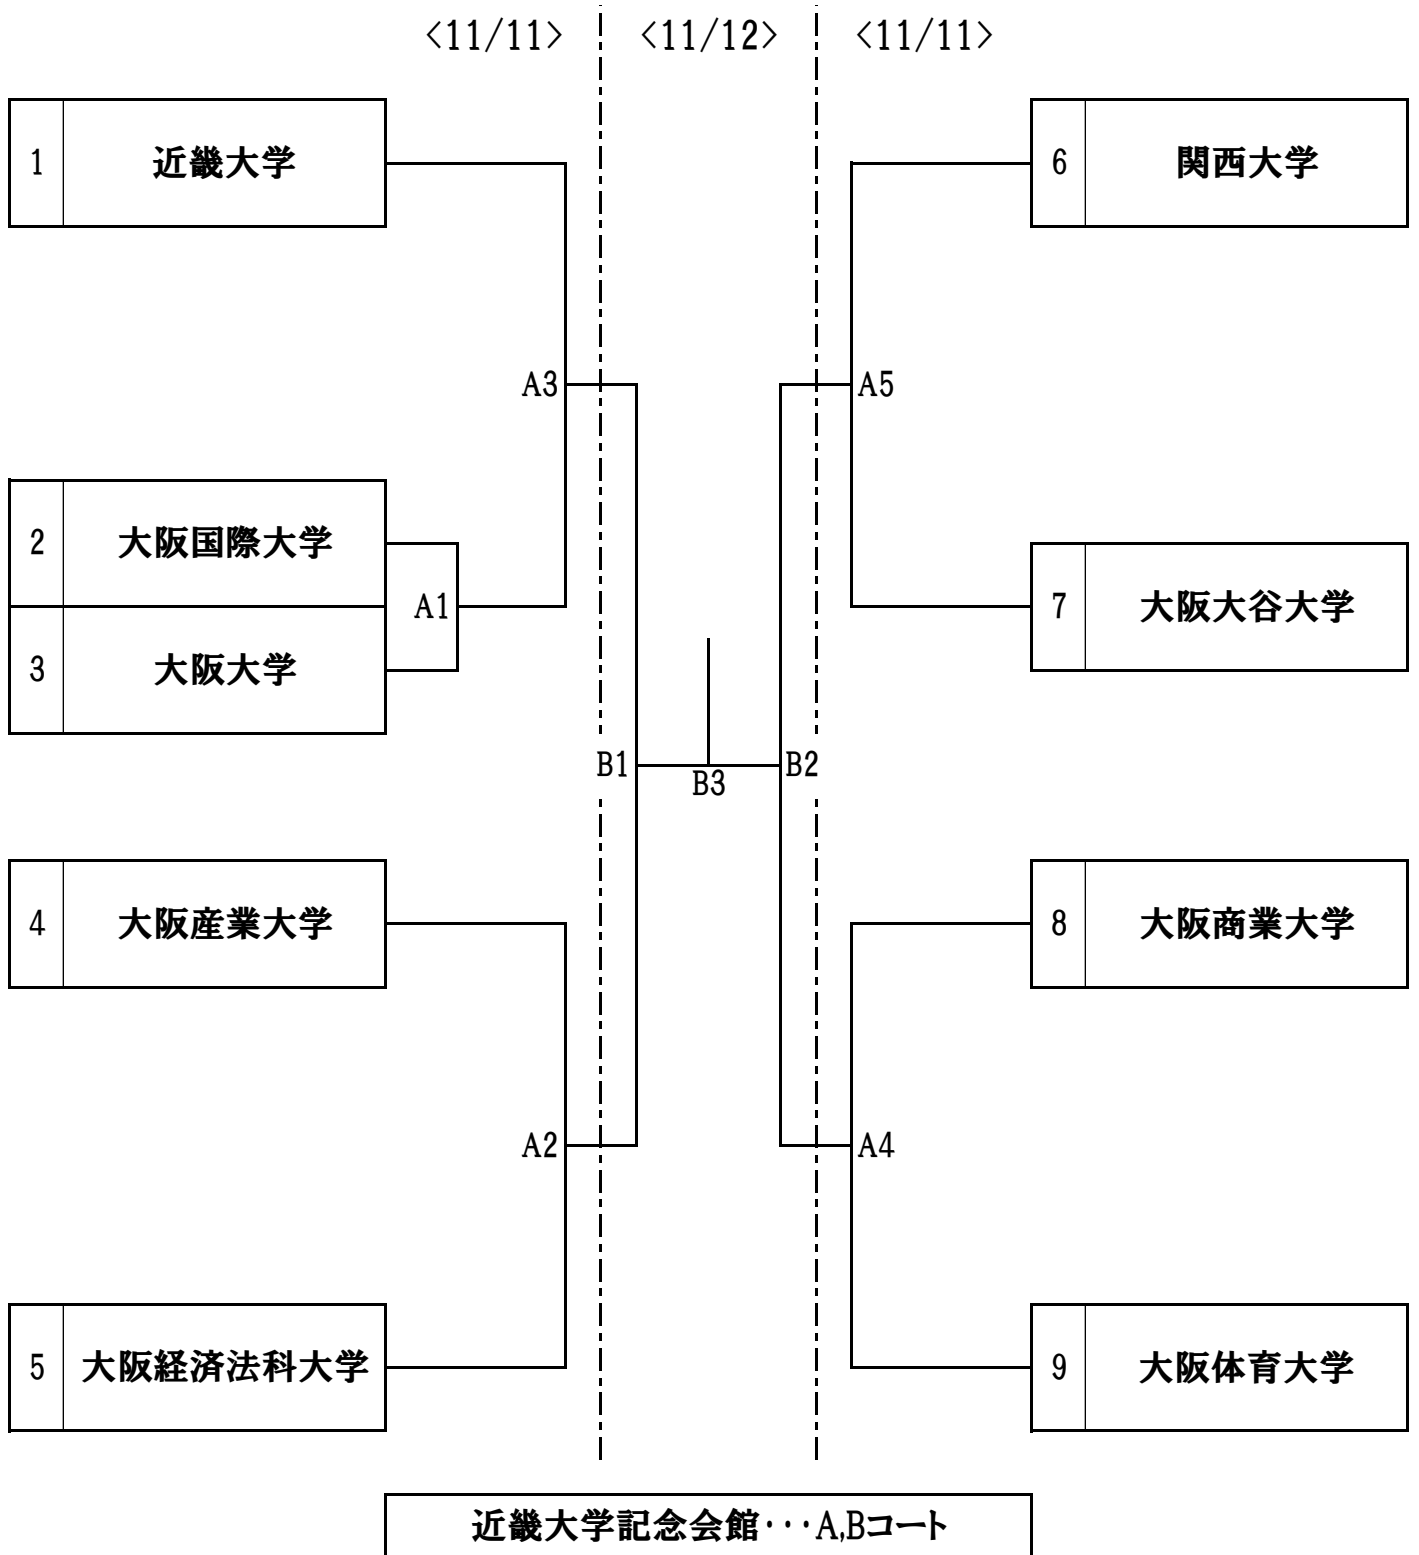 <11/11> <11/12> <11/11>
1 近畿大学
6 関西大学
A3
A5
2 大阪国際大学
A1
3 大阪大学
7 大阪大谷大学
B1
B3
B2
4 大阪産業大学
8 大阪商業大学
A2
A4
5 大阪経済法科大学
9 大阪体育大学
近畿大学記念会館・・・A,Bコート